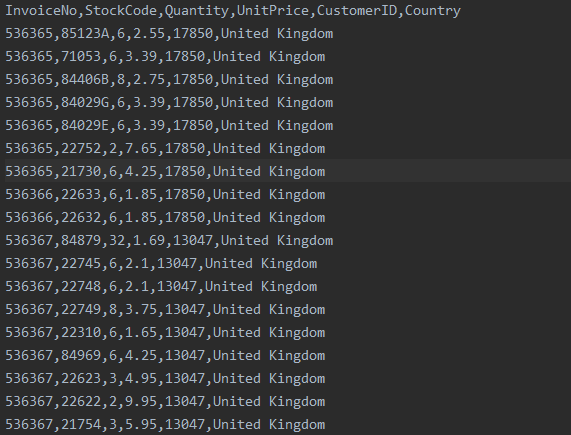 InvoiceNo,StockCode,Quantity,UnitPrice,CustomerID,Country
536365,85123A,6,2.55,17850,United Kingdom
536365,71053,6,3.39,17850,United Kingdom
536365,84406B,8,2.75,17850,United Kingdom
536365,84029G,6,3.39,17850,United Kingdom
536365,84029E,6,3.39,17850,United Kingdom
536365,22752,2,7.65,17850,United Kingdom
536365,21730,6,4.25,17850,United Kingdom
536366,22633,6,1.85,17850,United Kingdom
536366,22632,6,1.85,17850,United Kingdom
536367,84879,32,1.69,13047,United Kingdom
536367,22745,6,2.1,13047,United Kingdom
536367,22748,6,2.1,13047,United Kingdom
536367,22749,8,3.75,13047,United Kingdom
536367,22310,6,1.65,13047,United Kingdom
536367,84969,6,4.25,13047,United Kingdom
536367,22623,3,4.95,13047,United Kingdom
536367,22622,2,9.95,13047,United Kingdom
536367,21754,3,5.95,13047,United Kingdom